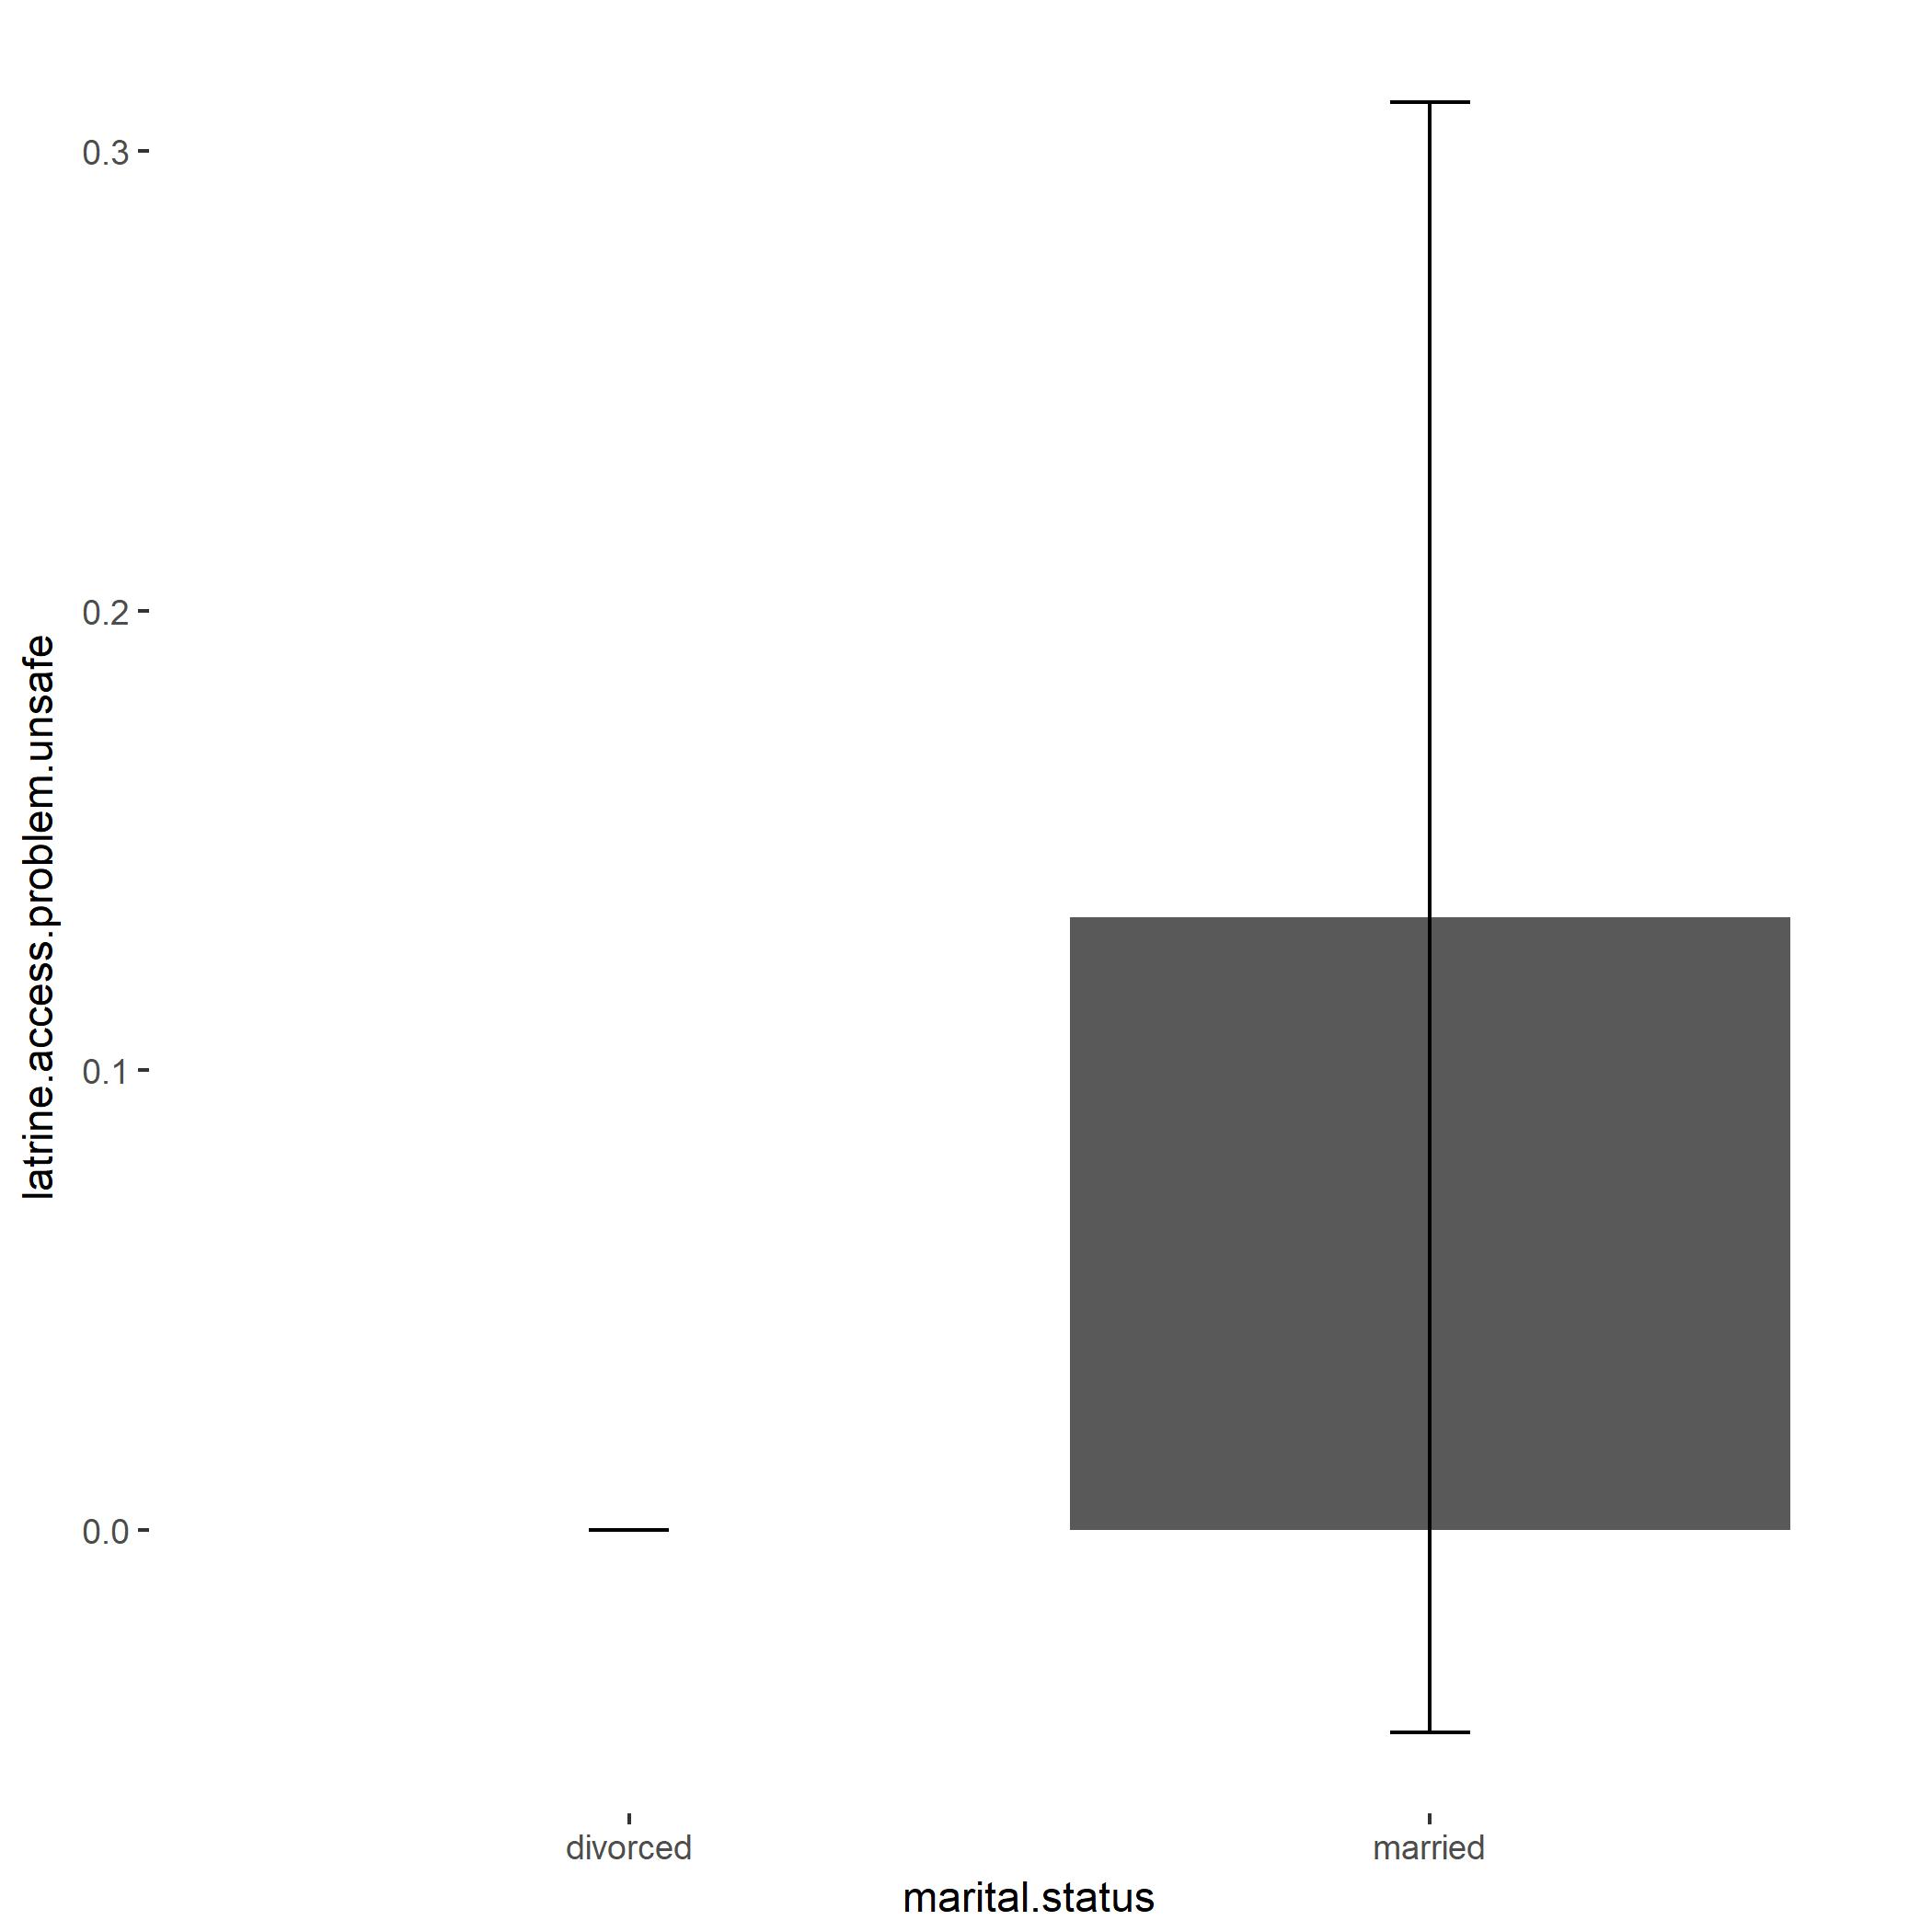 latrine.access.problem.unsafe
0.3
0.2
0.1
0.0
divorced married
marital.status